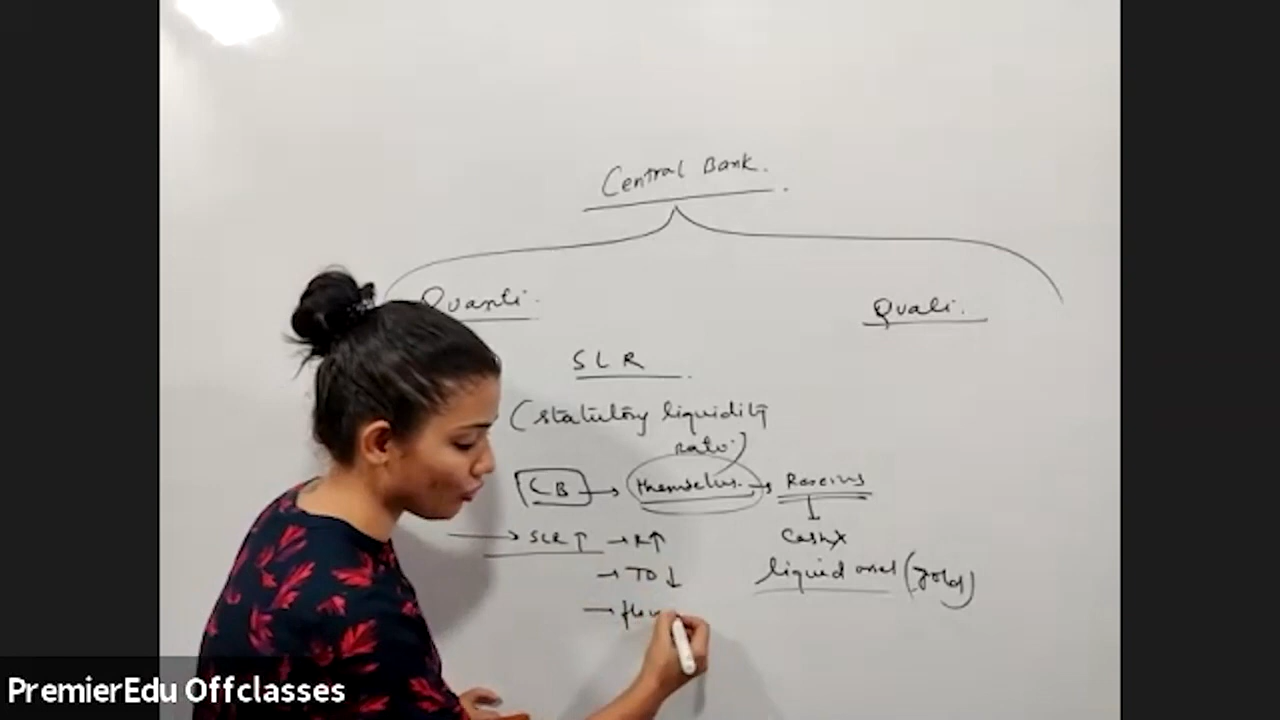 Central Bank.
Quanti.
Quali.
SLR
(statutory liquidity
ratio)
CB → themselves. → Reserves
→ SLR ↑ → R↑
Cash X
→ TD ↓
liquid asset (gold)
→ flow
PremierEdu Offclasses